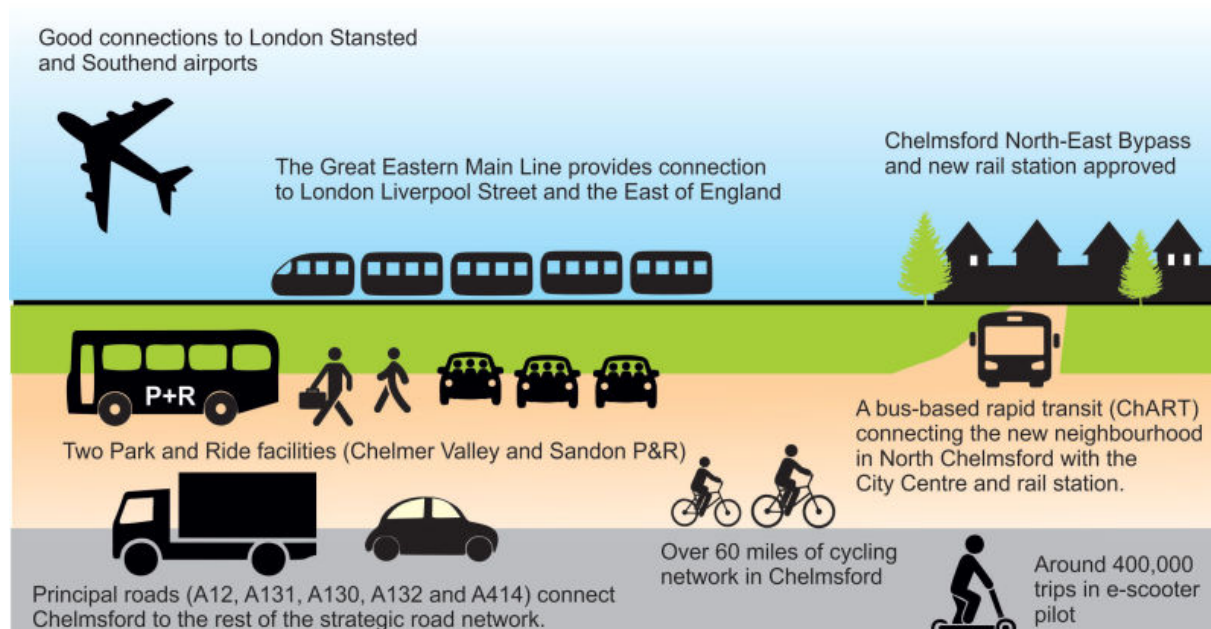 Good connections to London Stansted
and Southend airports
The Great Eastern Main Line provides connection
to London Liverpool Street and the East of England
Chelmsford North-East Bypass
and new rail station approved
P+R
Two Park and Ride facilities (Chelmer Valley and Sandon P&R)
A bus-based rapid transit (ChART)
connecting the new neighbourhood
in North Chelmsford with the
City Centre and rail station.
Principal roads (A12, A131, A130, A132 and A414) connect
Chelmsford to the rest of the strategic road network.
Over 60 miles of cycling
network in Chelmsford
Around 400,000
trips in e-scooter
pilot